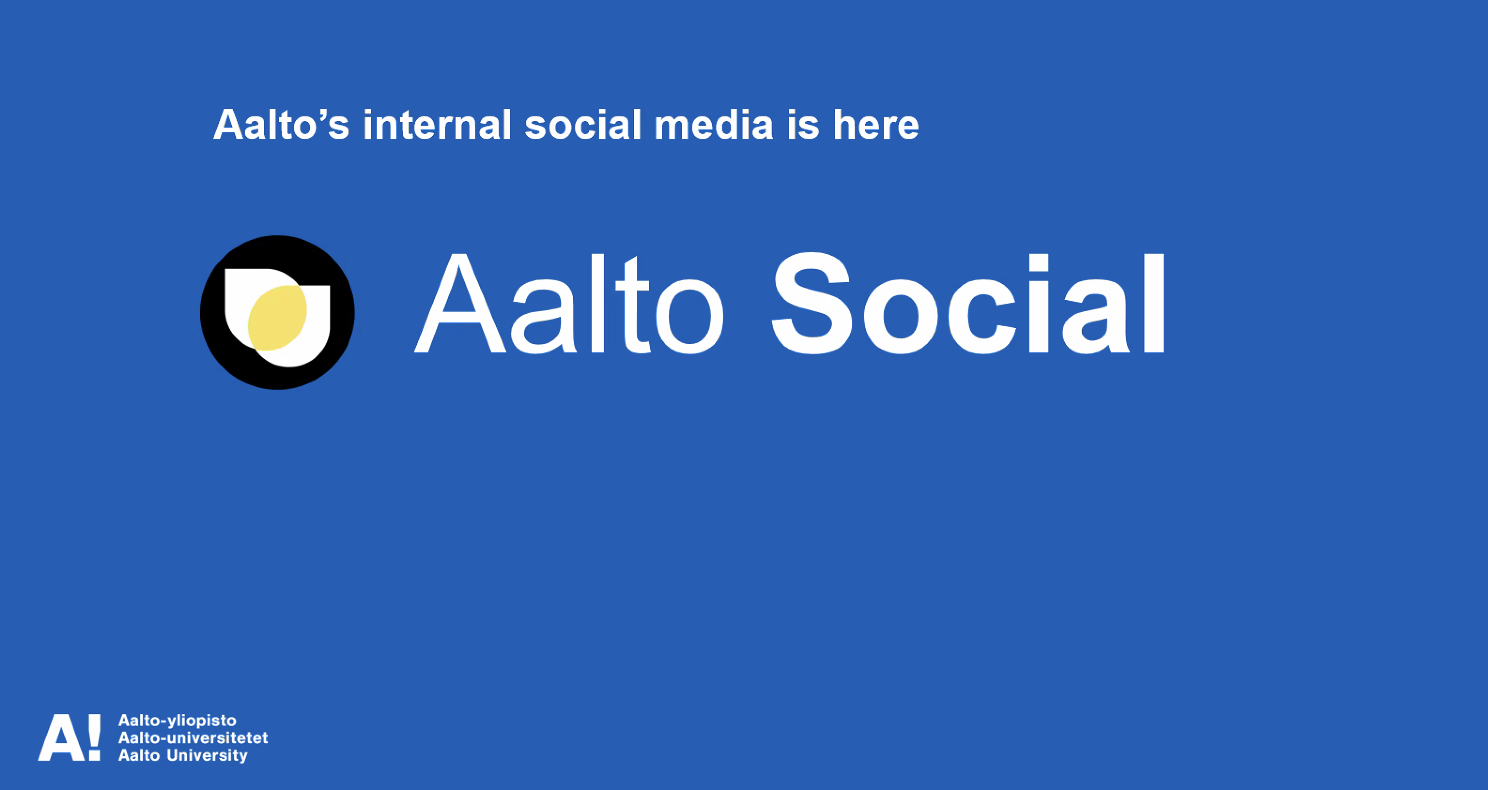 Aalto’s internal social media is here
Aalto Social
A!
Aalto-yliopisto
Aalto-universitetet
Aalto University